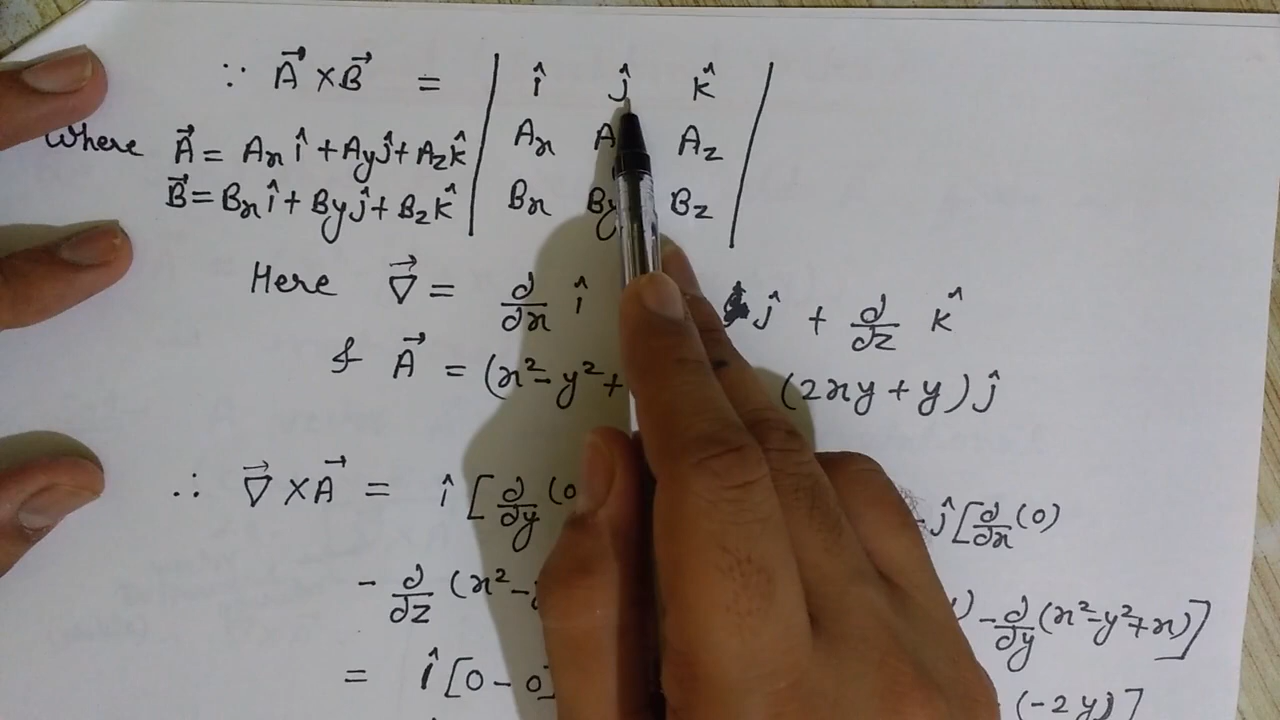 ∵ A⃗ × B⃗ = | î ĵ k̂ |
Where A⃗ = Aₓ î + Ay ĵ + Az k̂ | Aₓ A Az |
B⃗ = Bₓ î + By ĵ + Bz k̂ | Bₓ By Bz |
Here ∇⃗ = ∂/∂x î ĵ + ∂/∂z k̂
& A⃗ = (x² - y² + (2xy + y) ĵ
∴ ∇⃗ × A⃗ = î [ ∂/∂y (0 - ĵ [ ∂/∂x (0)
- ∂/∂z (x² - ) - ∂/∂y (x² - y² + x) ]
= î [0 - 0] (-2y) ]